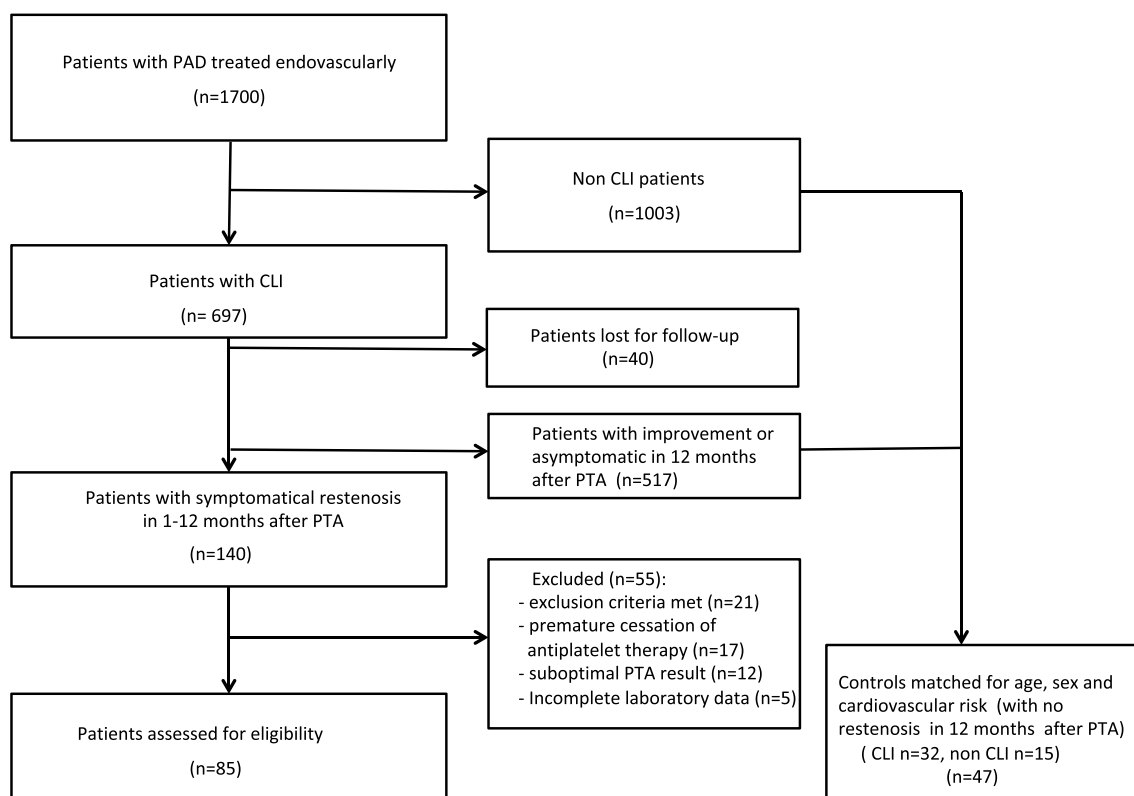 Patients with PAD treated endovascularly
(n=1700)
Non CLI patients
(n=1003)
Patients with CLI
(n= 697)
Patients lost for follow-up
(n=40)
Patients with improvement or
asymptomatic in 12 months
after PTA (n=517)
Patients with symptomatical restenosis
in 1-12 months after PTA
(n=140)
Excluded (n=55):
- exclusion criteria met (n=21)
- premature cessation of
antiplatelet therapy (n=17)
- suboptimal PTA result (n=12)
- Incomplete laboratory data (n=5)
Patients assessed for eligibility
(n=85)
Controls matched for age, sex and
cardiovascular risk (with no
restenosis in 12 months after PTA)
( CLI n=32, non CLI n=15)
(n=47)